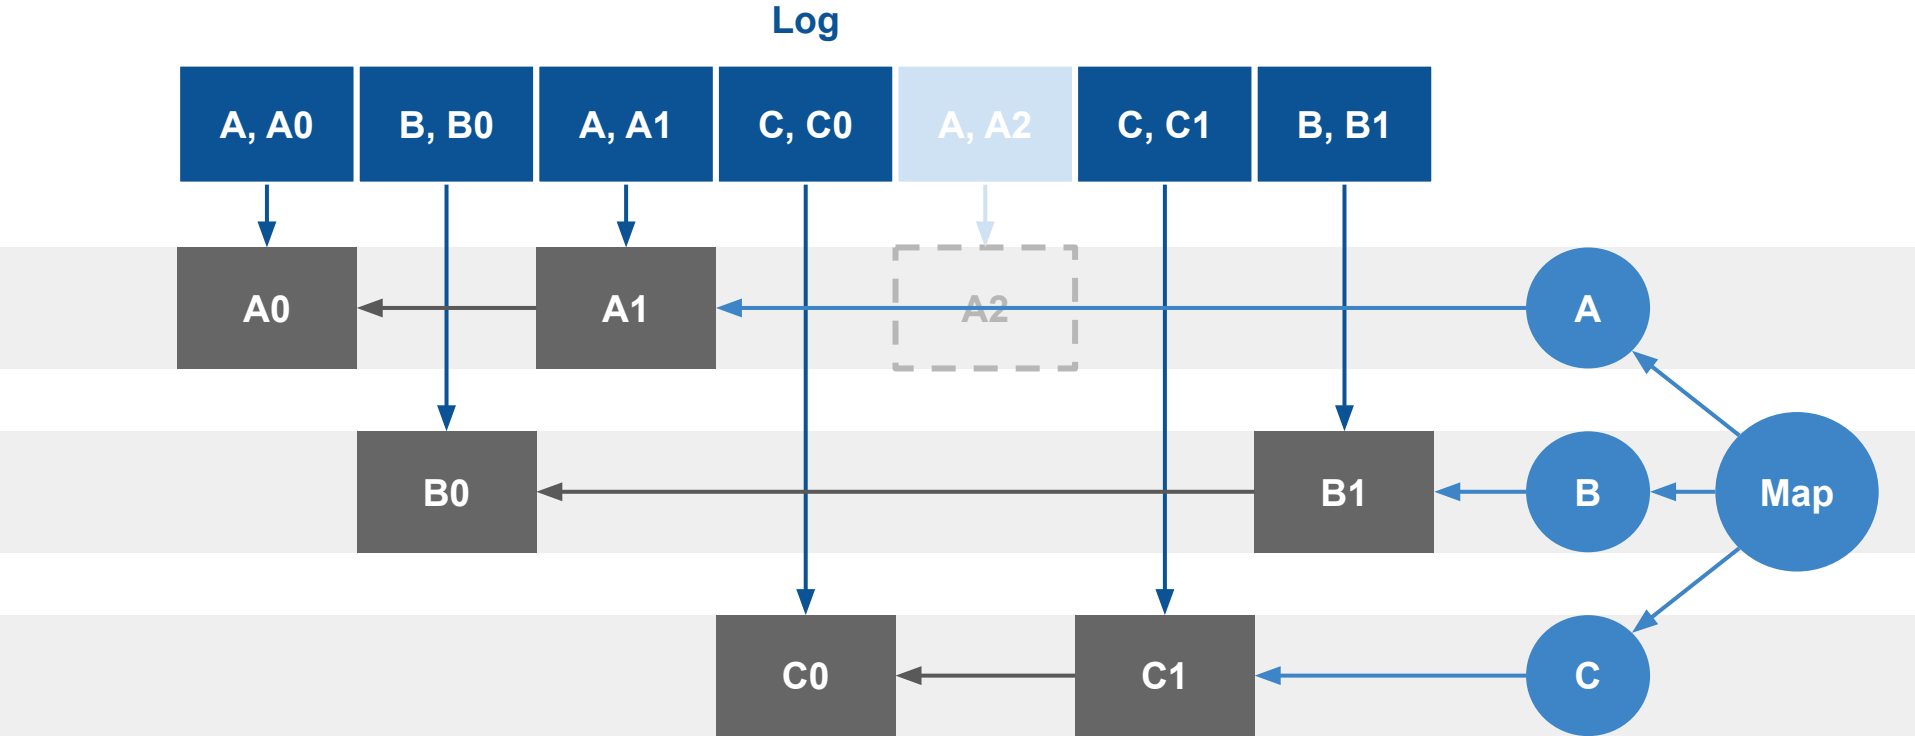 Log
A, A0
B, B0
A, A1
C, C0
A, A2
C, C1
B, B1
A0
A1
A2
A
B0
B1
B
Map
C0
C1
C